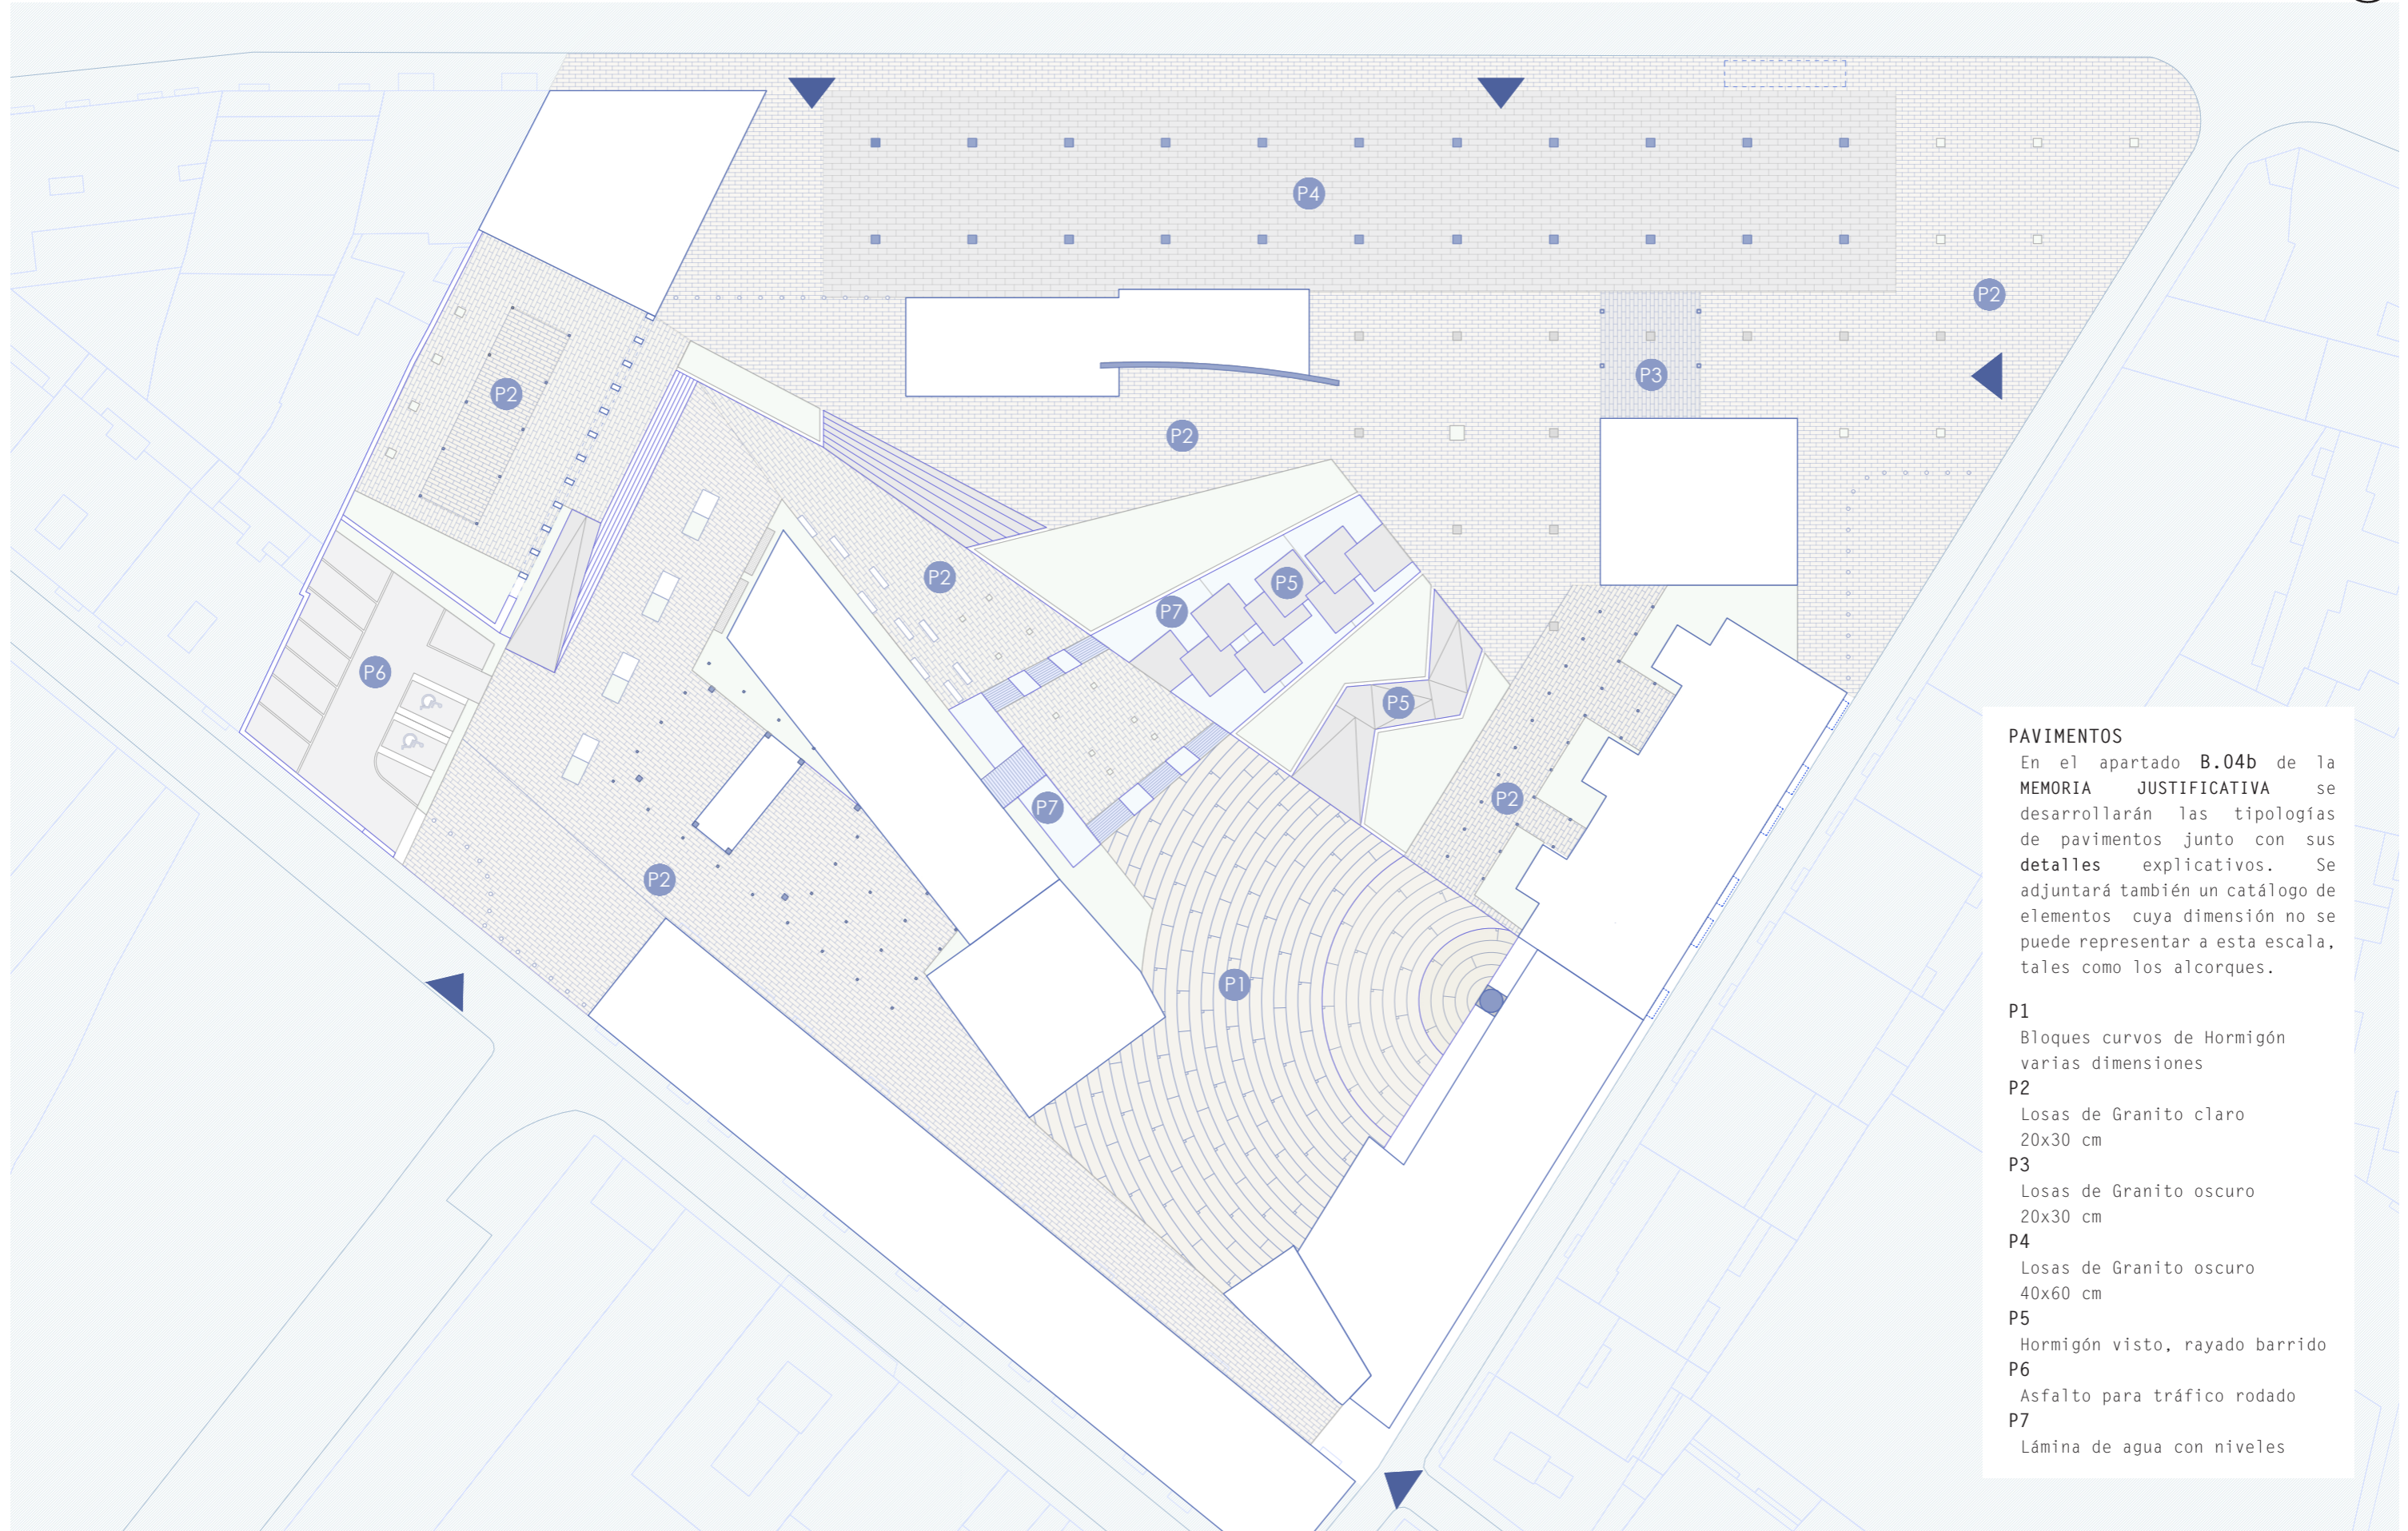 P4
P2
P3
P2
P2
P2
P5
P7
P6
P5
P2
P7
P2
P1
PAVIMENTOS
En el apartado B.04b de la
MEMORIA JUSTIFICATIVA se
desarrollarán las tipologías
de pavimentos junto con sus
detalles explicativos. Se
adjuntará también un catálogo de
elementos cuya dimensión no se
puede representar a esta escala,
tales como los alcorques.
P1
Bloques curvos de Hormigón
varias dimensiones
P2
Losas de Granito claro
20x30 cm
P3
Losas de Granito oscuro
20x30 cm
P4
Losas de Granito oscuro
40x60 cm
P5
Hormigón visto, rayado barrido
P6
Asfalto para tráfico rodado
P7
Lámina de agua con niveles